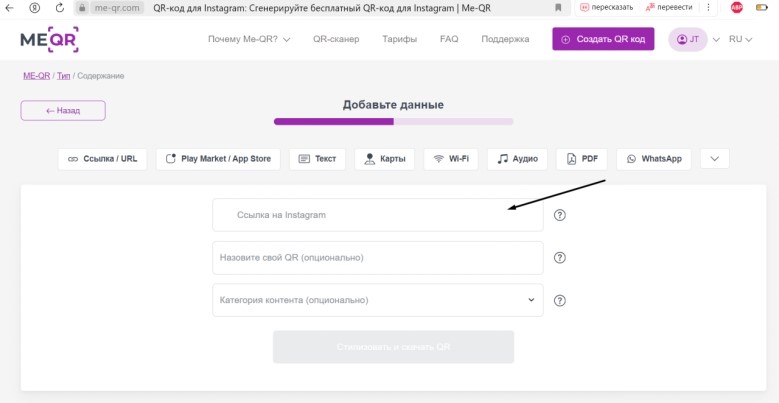 me-qr.com QR-код для Instagram: Сгенерируйте бесплатный QR-код для Instagram | Me-QR пересказать перевести ABP
MEQR Почему Me-QR? QR-сканер Тарифы FAQ Поддержка Создать QR код JT RU
ME-QR / Тип / Содержание
← Назад
Добавьте данные
Ссылка / URL Play Market / App Store Текст Карты Wi-Fi Аудио PDF WhatsApp
Ссылка на Instagram ?
Назовите свой QR (опционально) ?
Категория контента (опционально) ?
Стилизовать и скачать QR